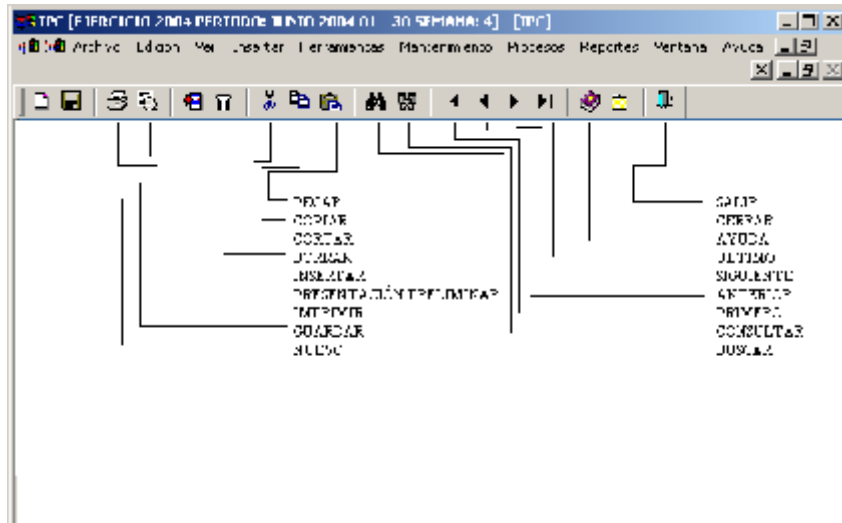 TPC [EJERCICIO 2004 PERIODO: JUNIO 2004 01 - 30 SEMANA: 4] - [TPC]
Archivo Edicion Ver Insertar Herramientas Mantenimiento Procesos Reportes Ventana Ayuda
PEGAR
COPIAR
CORTAR
BORRAR
INSERTAR
PRESENTACIÓN PRELIMINAR
IMPRIMIR
GUARDAR
NUEVO
SALIR
CERRAR
AYUDA
ULTIMO
SIGUIENTE
ANTERIOR
PRIMERO
CONSULTAR
BUSCAR